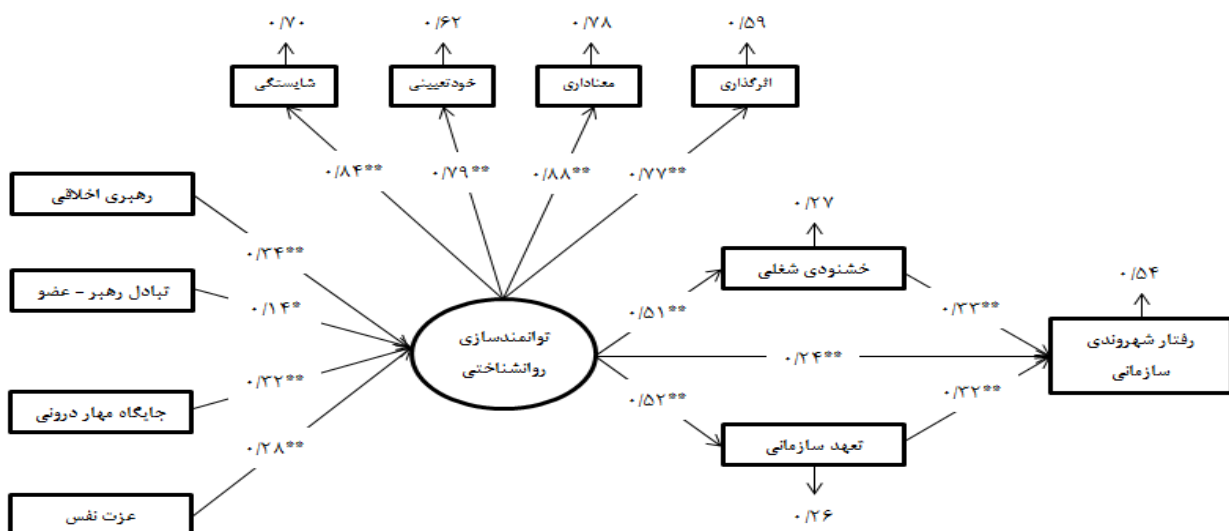 ۰/۷۰
۰/۶۲
۰/۷۸
۰/۵۹
شایستگی
خودتعیینی
معناداری
اثرگذاری
۰/۸۴**
۰/۷۹**
۰/۸۸**
۰/۷۷**
رهبری اخلاقی
۰/۳۴**
تبادل رهبر - عضو
۰/۱۴*
جایگاه مهار درونی
۰/۳۲**
عزت نفس
۰/۲۸**
توانمندسازی
روانشناختی
۰/۲۷
خشنودی شغلی
۰/۵۱**
۰/۳۳**
۰/۲۴**
۰/۵۲**
۰/۳۲**
تعهد سازمانی
۰/۲۶
۰/۵۴
رفتار شهروندی
سازمانی